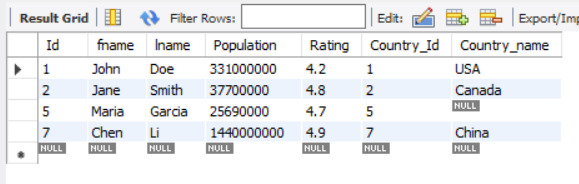 Result Grid Filter Rows: Edit: Export/Imp
Id fname lname Population Rating Country_Id Country_name
1 John Doe 331000000 4.2 1 USA
2 Jane Smith 37700000 4.8 2 Canada
5 Maria Garcia 25690000 4.7 5 NULL
7 Chen Li 1440000000 4.9 7 China
NULL NULL NULL NULL NULL NULL NULL